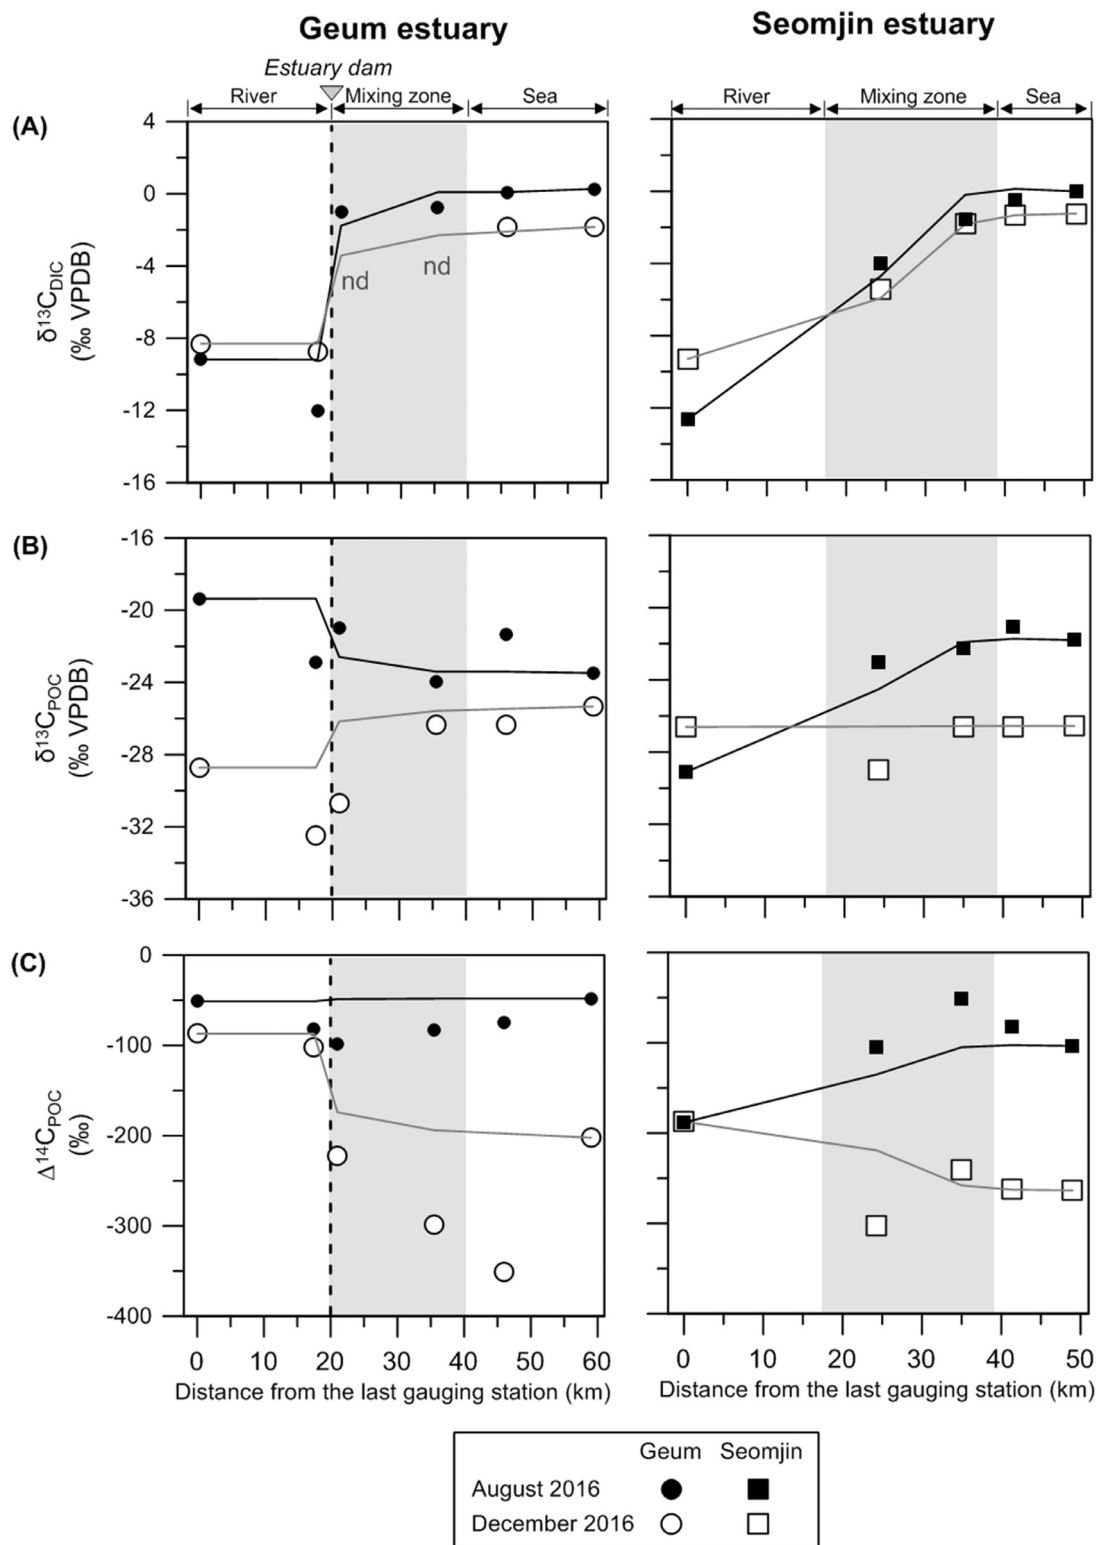 Geum estuary Seomjin estuary
Estuary dam
River Mixing zone Sea River Mixing zone Sea
(A)
4
0
-4
-8
-12
-16
δ¹³C_DIC
(‰ VPDB)
nd nd
(B)
-16
-20
-24
-28
-32
-36
δ¹³C_POC
(‰ VPDB)
(C)
0
-100
-200
-300
-400
Δ¹⁴C_POC
(‰)
0 10 20 30 40 50 60 0 10 20 30 40 50
Distance from the last gauging station (km) Distance from the last gauging station (km)
Geum Seomjin
August 2016
December 2016